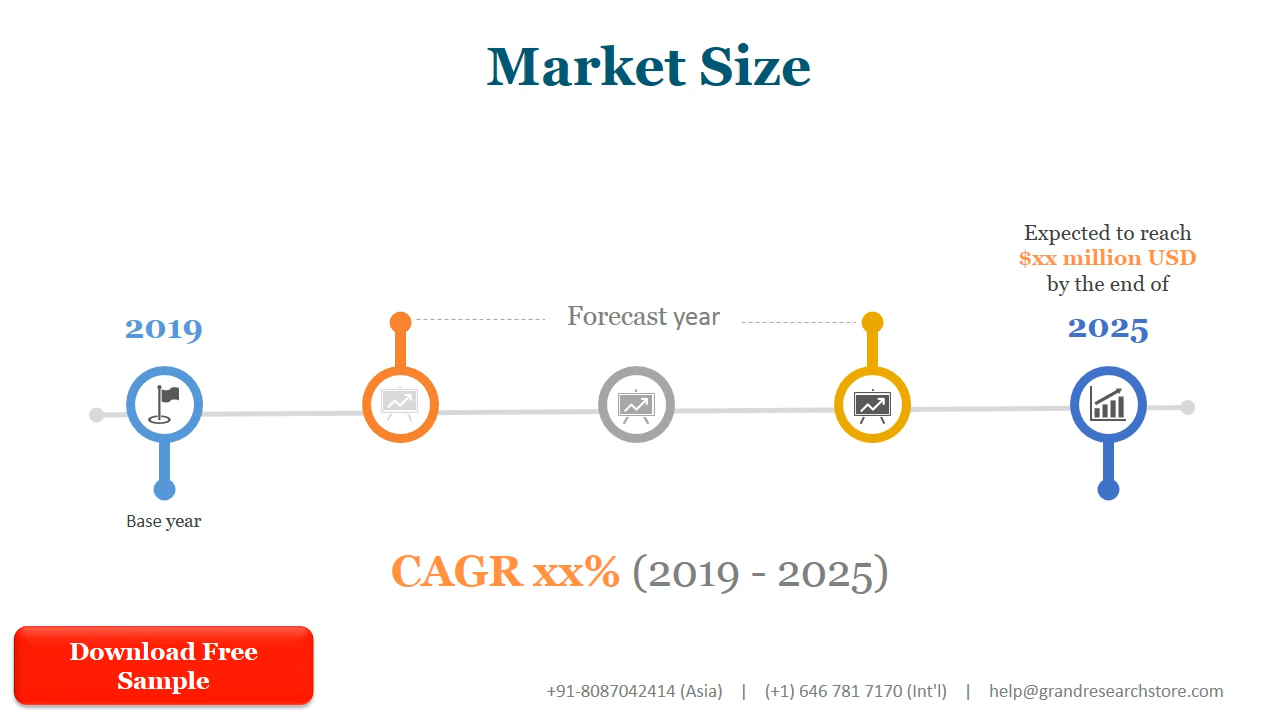 Market Size
Expected to reach
$xx million USD
by the end of
2025
2019
Forecast year
Base year
CAGR xx% (2019 - 2025)
Download Free
Sample
+91-8087042414 (Asia) | (+1) 646 781 7170 (Int'l) | help@grandresearchstore.com